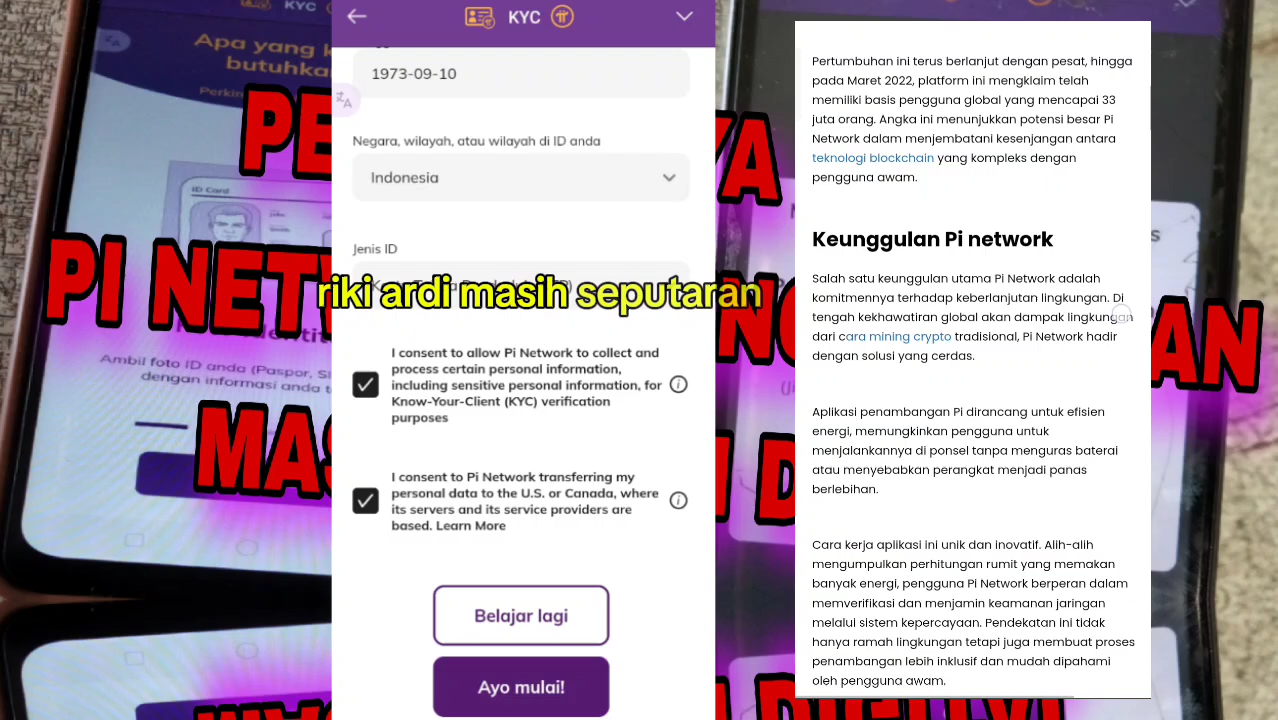 KYC
1973-09-10
Negara, wilayah, atau wilayah di ID anda
Indonesia
Jenis ID
riki ardi masih seputaran
I consent to allow Pi Network to collect and
process certain personal information,
including sensitive personal information, for
Know-Your-Client (KYC) verification
purposes
I consent to Pi Network transferring my
personal data to the U.S. or Canada, where
its servers and its service providers are
based. Learn More
Belajar lagi
Ayo mulai!
Pertumbuhan ini terus berlanjut dengan pesat, hingga
pada Maret 2022, platform ini mengklaim telah
memiliki basis pengguna global yang mencapai 33
juta orang. Angka ini menunjukkan potensi besar Pi
Network dalam menjembatani kesenjangan antara
teknologi blockchain yang kompleks dengan
pengguna awam.
Keunggulan Pi network
Salah satu keunggulan utama Pi Network adalah
komitmennya terhadap keberlanjutan lingkungan. Di
tengah kekhawatiran global akan dampak lingkungan
dari cara mining crypto tradisional, Pi Network hadir
dengan solusi yang cerdas.
Aplikasi penambangan Pi dirancang untuk efisien
energi, memungkinkan pengguna untuk
menjalankannya di ponsel tanpa menguras baterai
atau menyebabkan perangkat menjadi panas
berlebihan.
Cara kerja aplikasi ini unik dan inovatif. Alih-alih
mengumpulkan perhitungan rumit yang memakan
banyak energi, pengguna Pi Network berperan dalam
memverifikasi dan menjamin keamanan jaringan
melalui sistem kepercayaan. Pendekatan ini tidak
hanya ramah lingkungan tetapi juga membuat proses
penambangan lebih inklusif dan mudah dipahami
oleh pengguna awam.
KYC
Apa yang
ID Card
PI
Ambil foto ID anda (Paspor,
dengan informasi anda